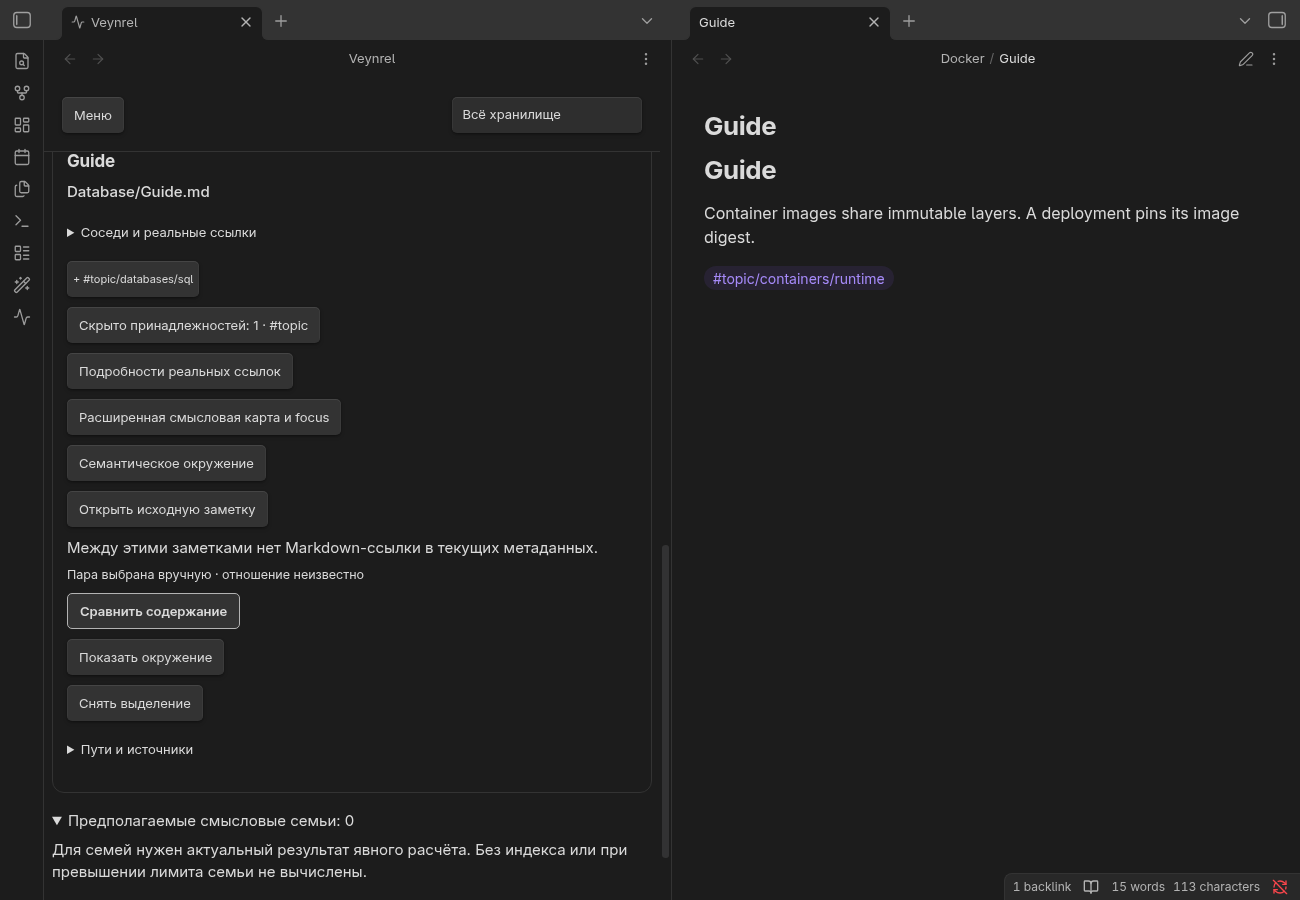 Veynrel
Guide
Veynrel
Docker / Guide
Меню
Всё хранилище
Guide
Database/Guide.md
Соседи и реальные ссылки
+ #topic/databases/sql
Скрыто принадлежностей: 1 · #topic
Подробности реальных ссылок
Расширенная смысловая карта и focus
Семантическое окружение
Открыть исходную заметку
Между этими заметками нет Markdown-ссылки в текущих метаданных.
Пара выбрана вручную · отношение неизвестно
Сравнить содержание
Показать окружение
Снять выделение
Пути и источники
Предполагаемые смысловые семьи: 0
Для семей нужен актуальный результат явного расчёта. Без индекса или при
превышении лимита семьи не вычислены.
Guide
Guide
Container images share immutable layers. A deployment pins its image
digest.
#topic/containers/runtime
1 backlink 15 words 113 characters